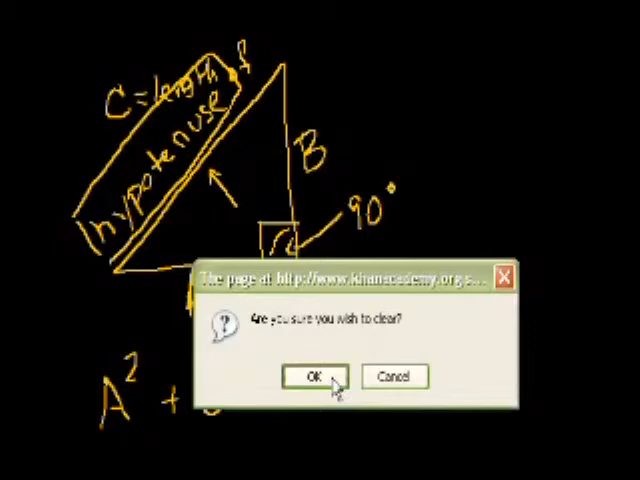 C = length of
hypotenuse
B
90°
The page at http://www.khanacademy.org s...
Are you sure you wish to clear?
OK Cancel
A² +